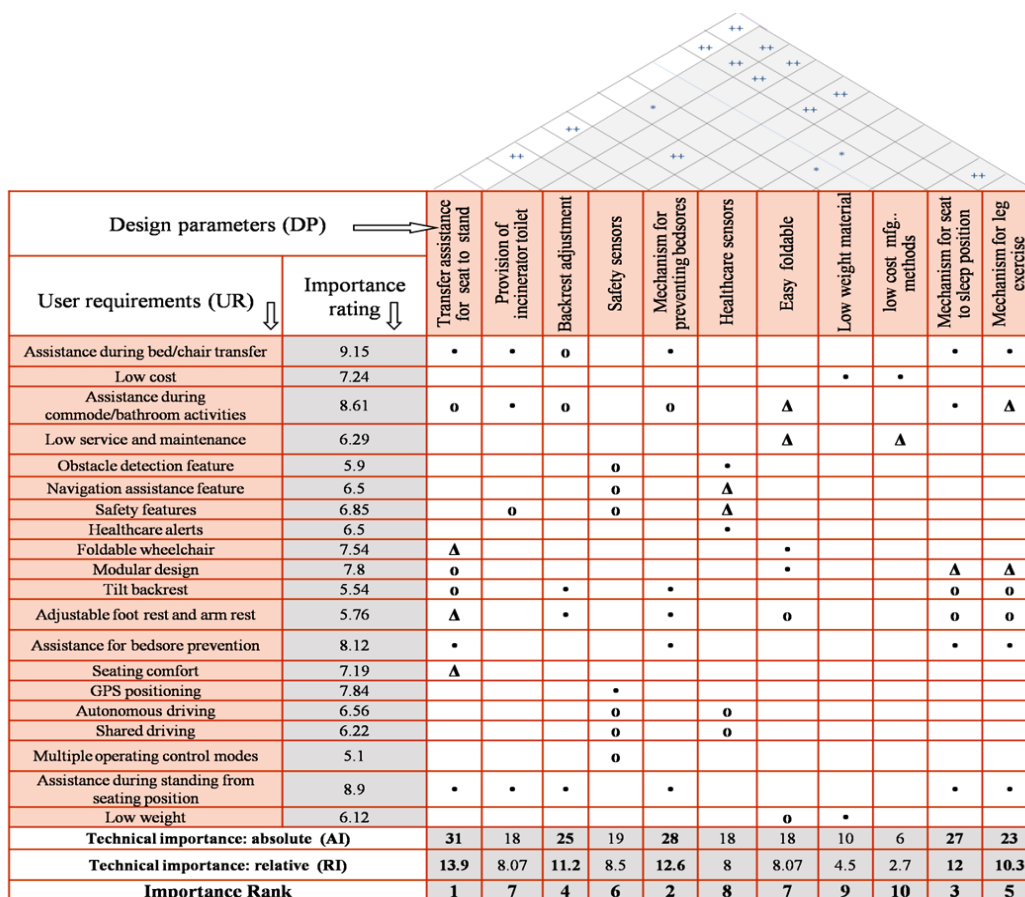 ++
++ ++
++ ++
++
++
* ++
++
++ ++ *
*
++
Design parameters (DP)
User requirements (UR)
Importance
rating
Transfer assistance
for seat to stand
Provision of
incinerator toilet
Backrest adjustment
Safety sensors
Mechanism for
preventing bedsores
Healthcare sensors
Easy foldable
Low weight material
low cost mfg..
methods
Mechanism for seat
to sleep position
Mechanism for leg
exercise
Assistance during bed/chair transfer 9.15 • • o • • •
Low cost 7.24 • •
Assistance during
commode/bathroom activities 8.61 o • o o Δ • Δ
Low service and maintenance 6.29 Δ Δ
Obstacle detection feature 5.9 o •
Navigation assistance feature 6.5 o Δ
Safety features 6.85 o o Δ
Healthcare alerts 6.5 •
Foldable wheelchair 7.54 Δ •
Modular design 7.8 o • Δ Δ
Tilt backrest 5.54 o • • o o
Adjustable foot rest and arm rest 5.76 Δ • • o o o
Assistance for bedsore prevention 8.12 • • • •
Seating comfort 7.19 Δ
GPS positioning 7.84 •
Autonomous driving 6.56 o o
Shared driving 6.22 o o
Multiple operating control modes 5.1 o
Assistance during standing from
seating position 8.9 • • • • • •
Low weight 6.12 o •
Technical importance: absolute (AI) 31 18 25 19 28 18 18 10 6 27 23
Technical importance: relative (RI) 13.9 8.07 11.2 8.5 12.6 8 8.07 4.5 2.7 12 10.3
Importance Rank 1 7 4 6 2 8 7 9 10 3 5